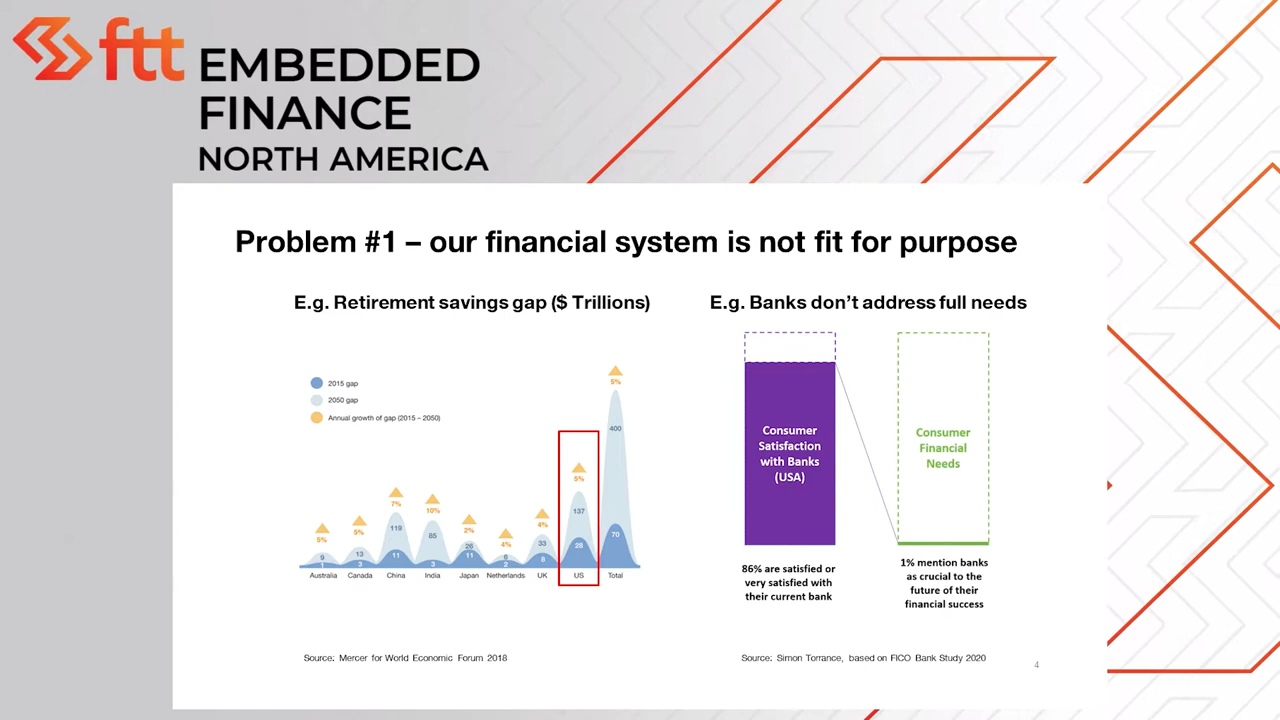 ftt EMBEDDED
FINANCE
NORTH AMERICA
Problem #1 – our financial system is not fit for purpose
E.g. Retirement savings gap ($ Trillions)
2015 gap
2050 gap
Annual growth of gap (2015 – 2050)
5% 5% 7% 10% 2% 4% 4% 5% 5%
9 13 119 85 26 6 33 137 400
1 3 11 3 11 2 8 28 70
Australia Canada China India Japan Netherlands UK US Total
Source: Mercer for World Economic Forum 2018
E.g. Banks don’t address full needs
Consumer
Satisfaction
with Banks
(USA)
86% are satisfied or
very satisfied with
their current bank
Consumer
Financial
Needs
1% mention banks
as crucial to the
future of their
financial success
Source: Simon Torrance, based on FICO Bank Study 2020
4